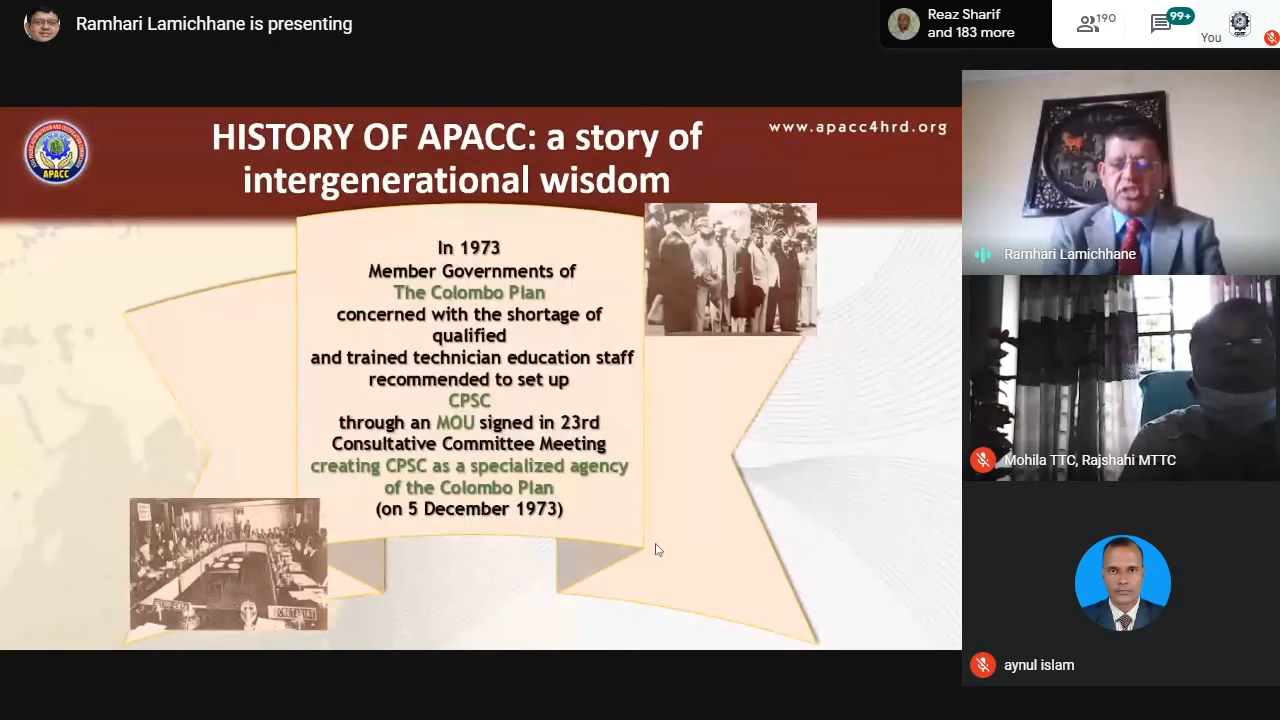 Ramhari Lamichhane is presenting
Reaz Sharif
and 183 more
190
99+
You
HISTORY OF APACC: a story of
intergenerational wisdom
www.apacc4hrd.org
APACC
In 1973
Member Governments of
The Colombo Plan
concerned with the shortage of
qualified
and trained technician education staff
recommended to set up
CPSC
through an MOU signed in 23rd
Consultative Committee Meeting
creating CPSC as a specialized agency
of the Colombo Plan
(on 5 December 1973)
Ramhari Lamichhane
Mohila TTC, Rajshahi MTTC
aynul islam